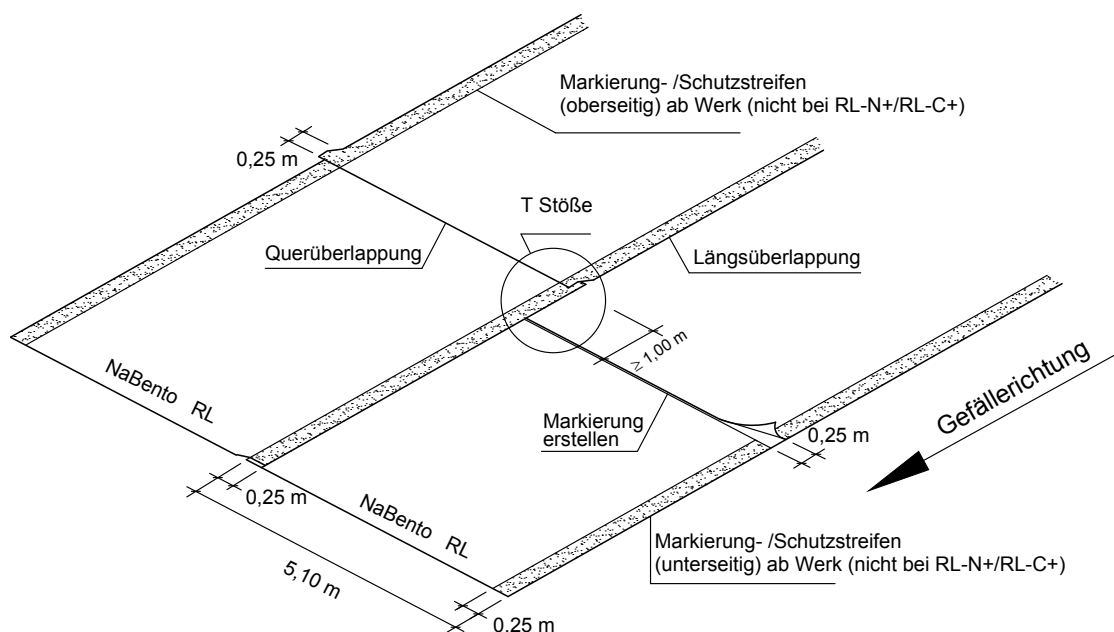 Markierung- /Schutzstreifen
(oberseitig) ab Werk (nicht bei RL-N+/RL-C+)
0,25 m
T Stöße
Querüberlappung
Längsüberlappung
≥ 1,00 m
NaBento RL
Markierung
erstellen
Gefällerichtung
0,25 m
0,25 m
NaBento RL
Markierung- /Schutzstreifen
(unterseitig) ab Werk (nicht bei RL-N+/RL-C+)
5,10 m
0,25 m